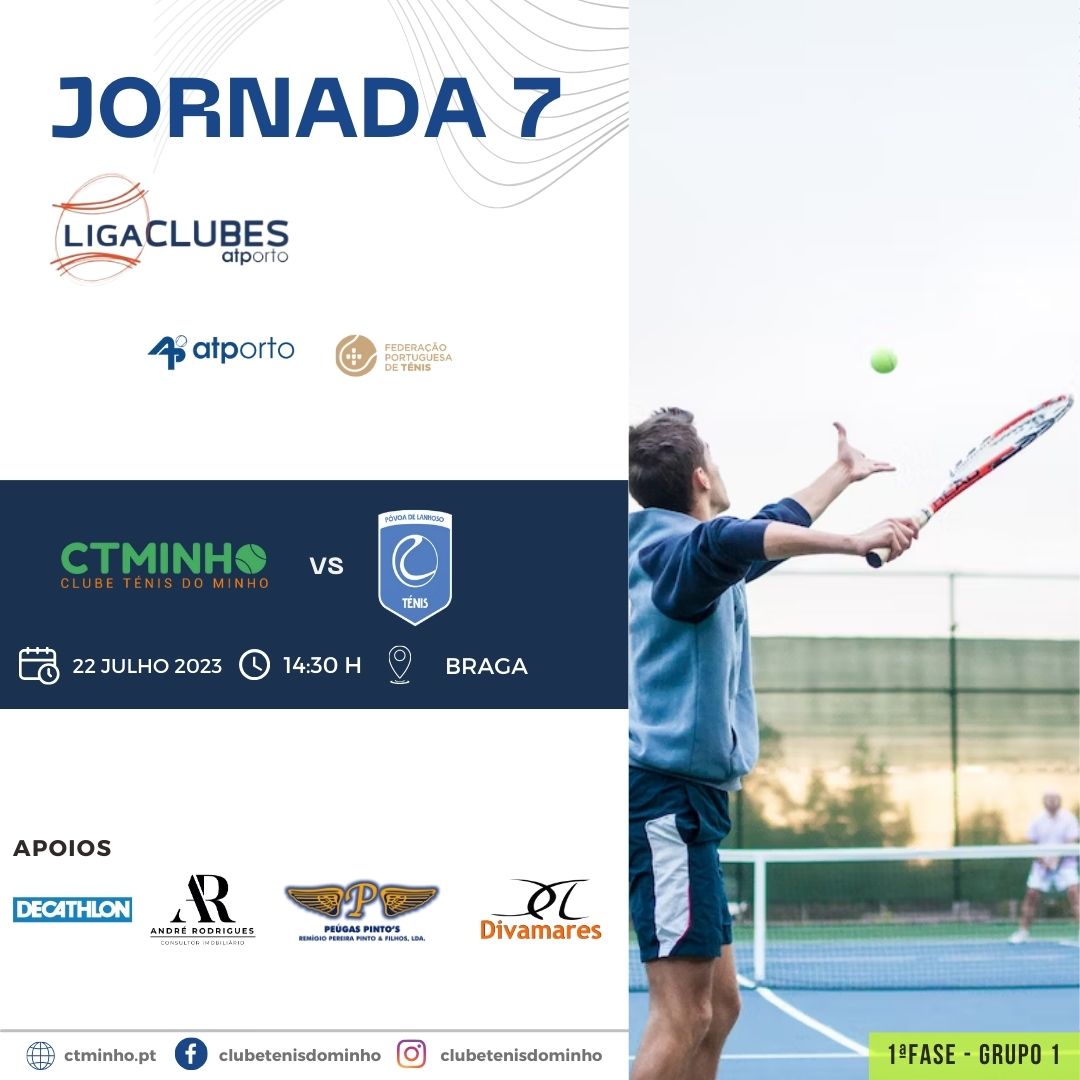 JORNADA 7
LIGACLUBES
atporto
atporto
FEDERAÇÃO
PORTUGUESA
DE TÉNIS
CTMINHO
CLUBE TÉNIS DO MINHO
VS
PÓVOA DE LANHOSO
TÉNIS
22 JULHO 2023
14:30 H
BRAGA
APOIOS
DECATHLON
AR
ANDRÉ RODRIGUES
CONSULTOR IMOBILIÁRIO
P
PEÚGAS PINTO'S
REMÍGIO PEREIRA PINTO & FILHOS, LDA.
Divamares
ctminho.pt
clubetenisdominho
clubetenisdominho
1ªFASE - GRUPO 1